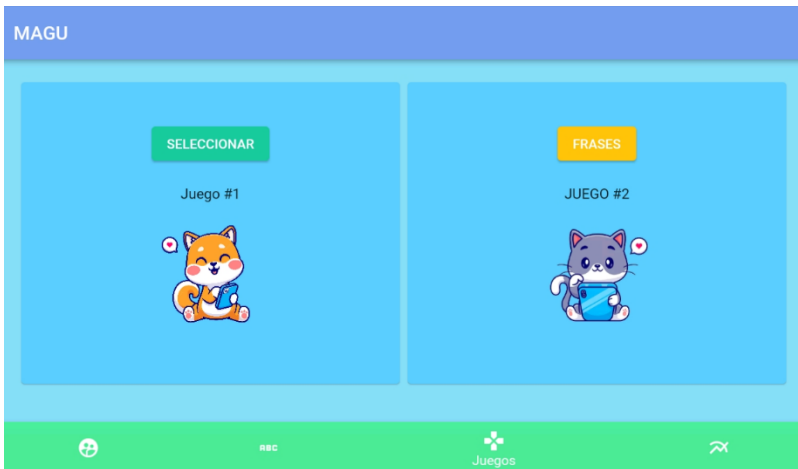 MAGU
SELECCIONAR
Juego #1
FRASES
JUEGO #2
ABC
Juegos